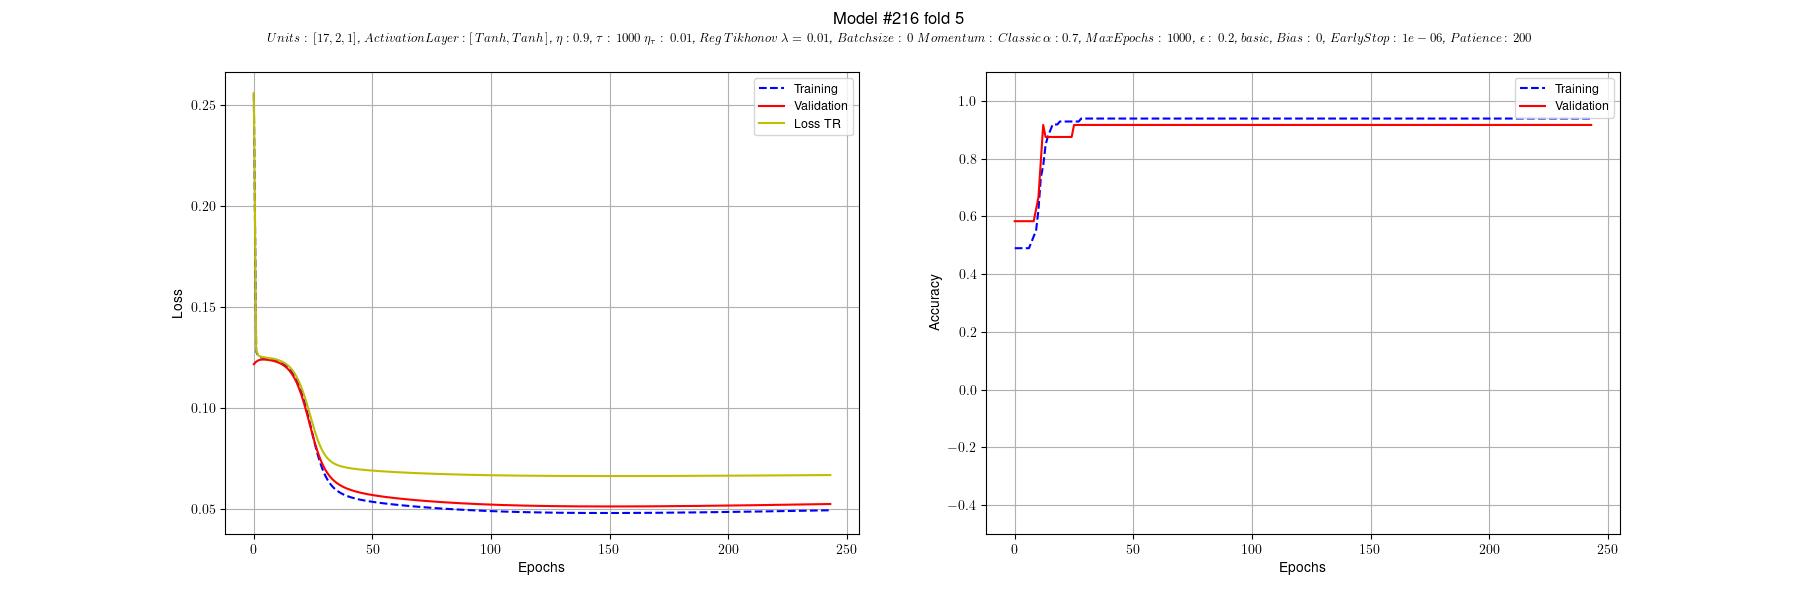 Model #216 fold 5
Units : [17, 2, 1], ActivationLayer : [ Tanh, Tanh ], η : 0.9, τ : 1000 η_τ : 0.01, Reg Tikhonov λ = 0.01, Batchsize : 0 Momentum : Classic α : 0.7, MaxEpochs : 1000, ϵ : 0.2, basic, Bias : 0, EarlyStop : 1e − 06, Patience : 200
Loss
0.25
0.20
0.15
0.10
0.05
0 50 100 150 200 250
Epochs
Training
Validation
Loss TR
Accuracy
1.0
0.8
0.6
0.4
0.2
0.0
−0.2
−0.4
0 50 100 150 200 250
Epochs
Training
Validation